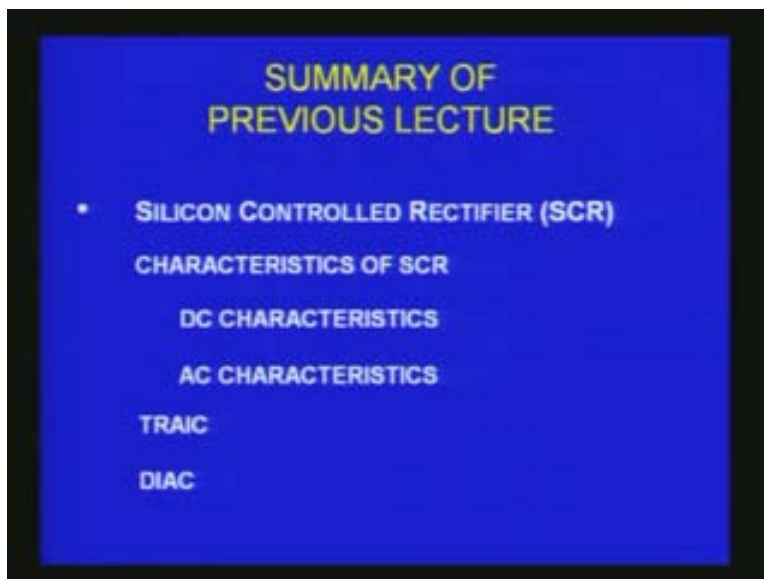 SUMMARY OF
PREVIOUS LECTURE
• SILICON CONTROLLED RECTIFIER (SCR)
CHARACTERISTICS OF SCR
DC CHARACTERISTICS
AC CHARACTERISTICS
TRAIC
DIAC